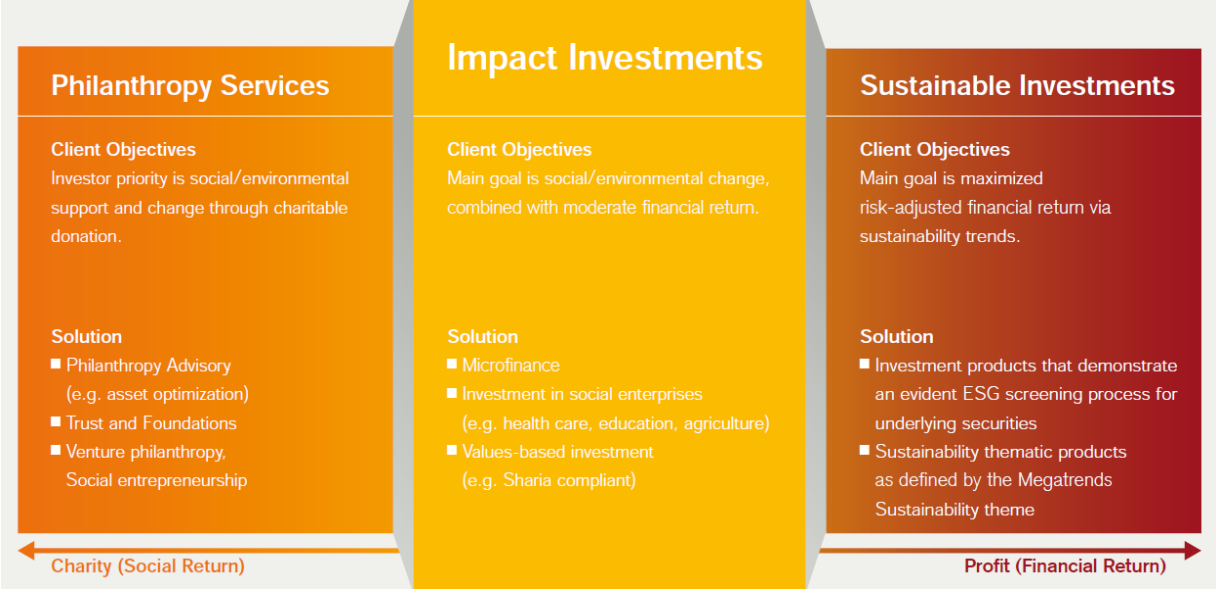 Philanthropy Services
Client Objectives
Investor priority is social/environmental
support and change through charitable
donation.
Solution
Philanthropy Advisory
(e.g. asset optimization)
Trust and Foundations
Venture philanthropy,
Social entrepreneurship
Impact Investments
Client Objectives
Main goal is social/environmental change,
combined with moderate financial return.
Solution
Microfinance
Investment in social enterprises
(e.g. health care, education, agriculture)
Values-based investment
(e.g. Sharia compliant)
Sustainable Investments
Client Objectives
Main goal is maximized
risk-adjusted financial return via
sustainability trends.
Solution
Investment products that demonstrate
an evident ESG screening process for
underlying securities
Sustainability thematic products
as defined by the Megatrends
Sustainability theme
Charity (Social Return)
Profit (Financial Return)